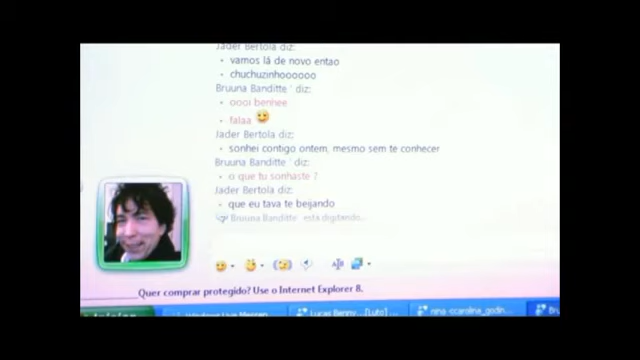 Jader Bertola diz:
• vamos lá de novo entao
• chuchuzinhoooooo
Bruuna Banditte ' diz:
• oooi benhee
• falaa
Jader Bertola diz:
• sonhei contigo ontem, mesmo sem te conhecer
Bruuna Banditte ' diz:
• o que tu sonhaste ?
Jader Bertola diz:
• que eu tava te beijando
Bruuna Banditte ' está digitando...
Quer comprar protegido? Use o Internet Explorer 8.
Iniciar Windows Live Messen... Lucas Benny... [Luto]... nina -ccarolina_godin... Bru